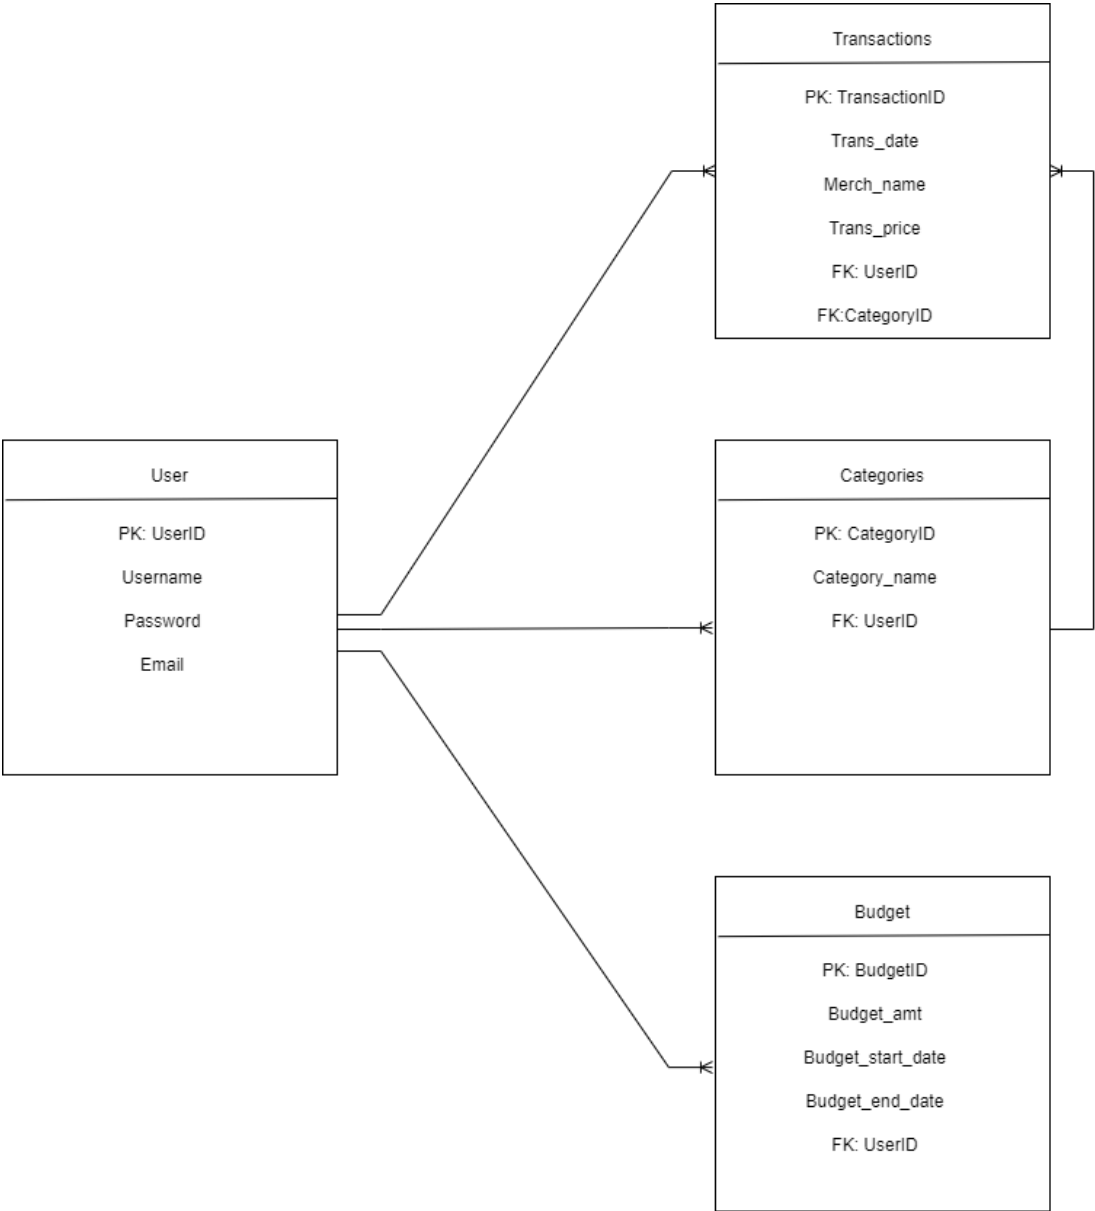 Transactions
PK: TransactionID
Trans_date
Merch_name
Trans_price
FK: UserID
FK:CategoryID
User
PK: UserID
Username
Password
Email
Categories
PK: CategoryID
Category_name
FK: UserID
Budget
PK: BudgetID
Budget_amt
Budget_start_date
Budget_end_date
FK: UserID